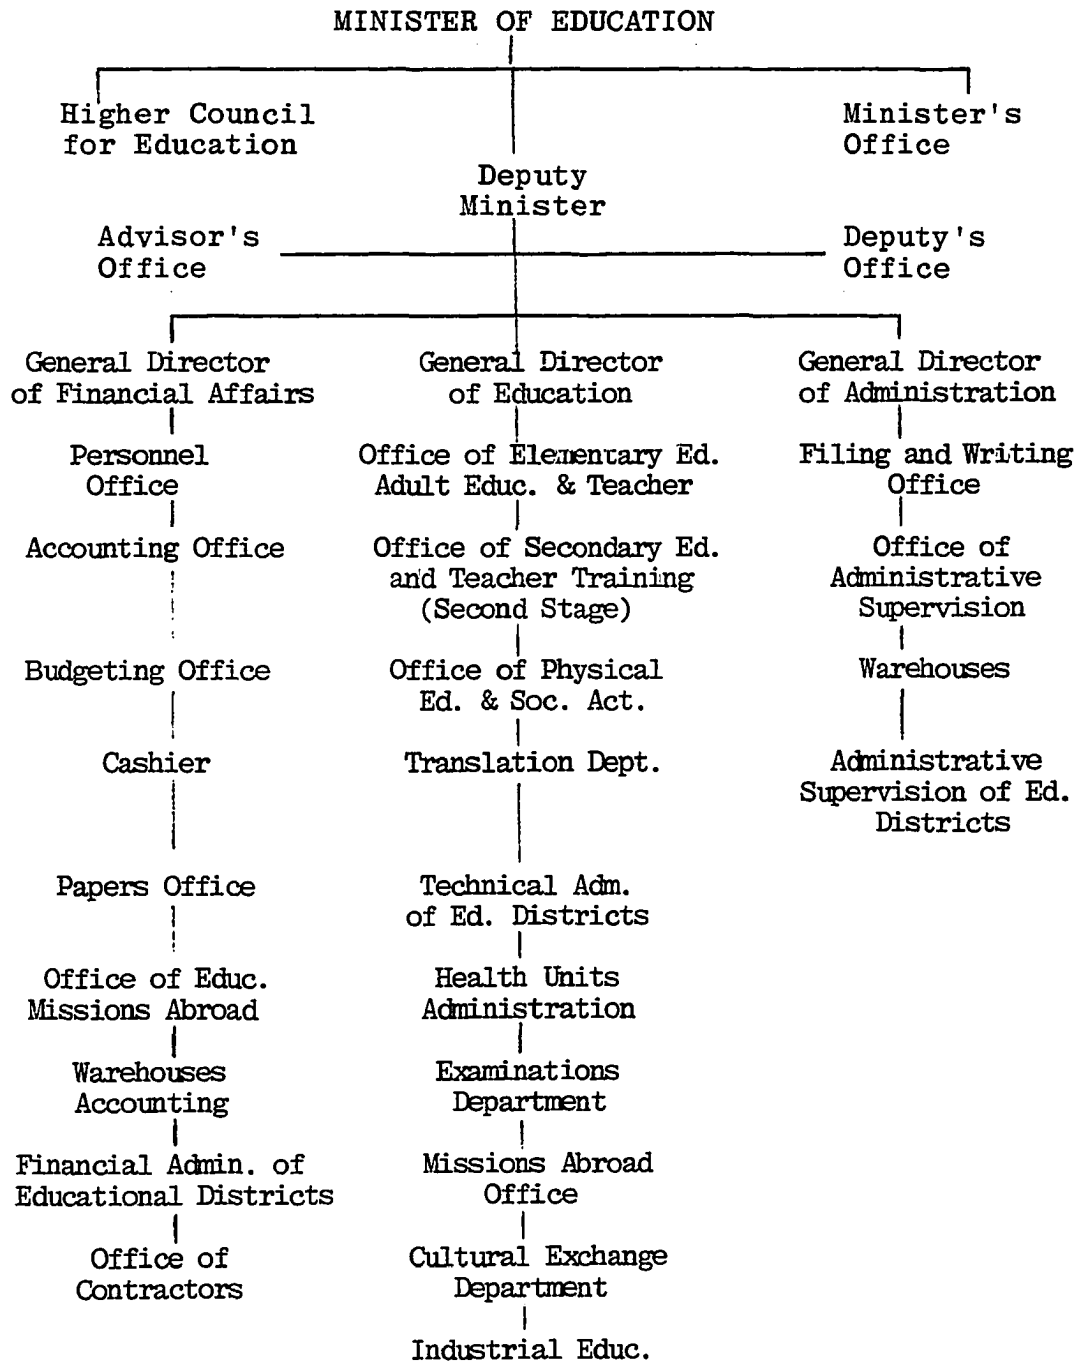 MINISTER OF EDUCATION
Higher Council
for Education
Minister's
Office
Deputy
Minister
Advisor's
Office
Deputy's
Office
General Director
of Financial Affairs
Personnel
Office
Accounting Office
Budgeting Office
Cashier
Papers Office
Office of Educ.
Missions Abroad
Warehouses
Accounting
Financial Admin. of
Educational Districts
Office of
Contractors
General Director
of Education
Office of Elementary Ed.
Adult Educ. & Teacher
Office of Secondary Ed.
and Teacher Training
(Second Stage)
Office of Physical
Ed. & Soc. Act.
Translation Dept.
Technical Adm.
of Ed. Districts
Health Units
Administration
Examinations
Department
Missions Abroad
Office
Cultural Exchange
Department
Industrial Educ.
General Director
of Administration
Filing and Writing
Office
Office of
Administrative
Supervision
Warehouses
Administrative
Supervision of Ed.
Districts